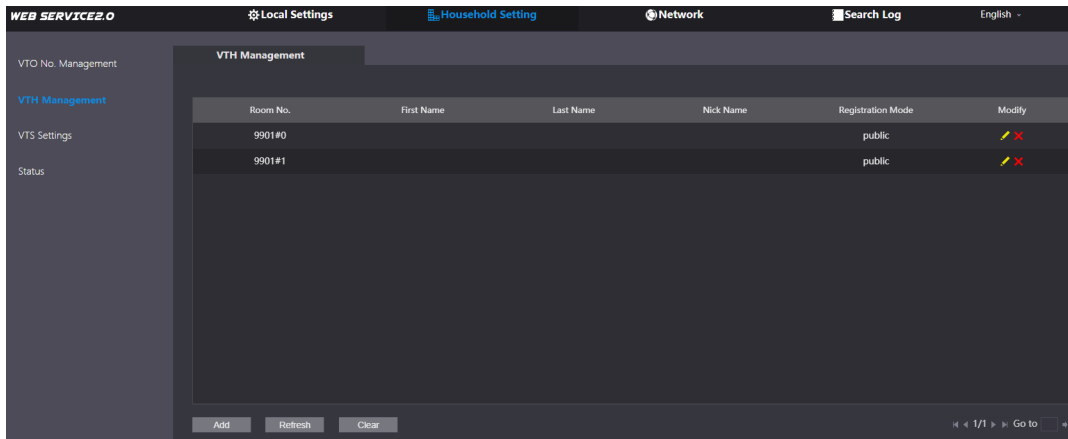 WEB SERVICE2.0 Local Settings Household Setting Network Search Log English
VTO No. Management
VTH Management
VTS Settings
Status
VTH Management
Room No. First Name Last Name Nick Name Registration Mode Modify
9901#0 public
9901#1 public
Add Refresh Clear 1/1 Go to